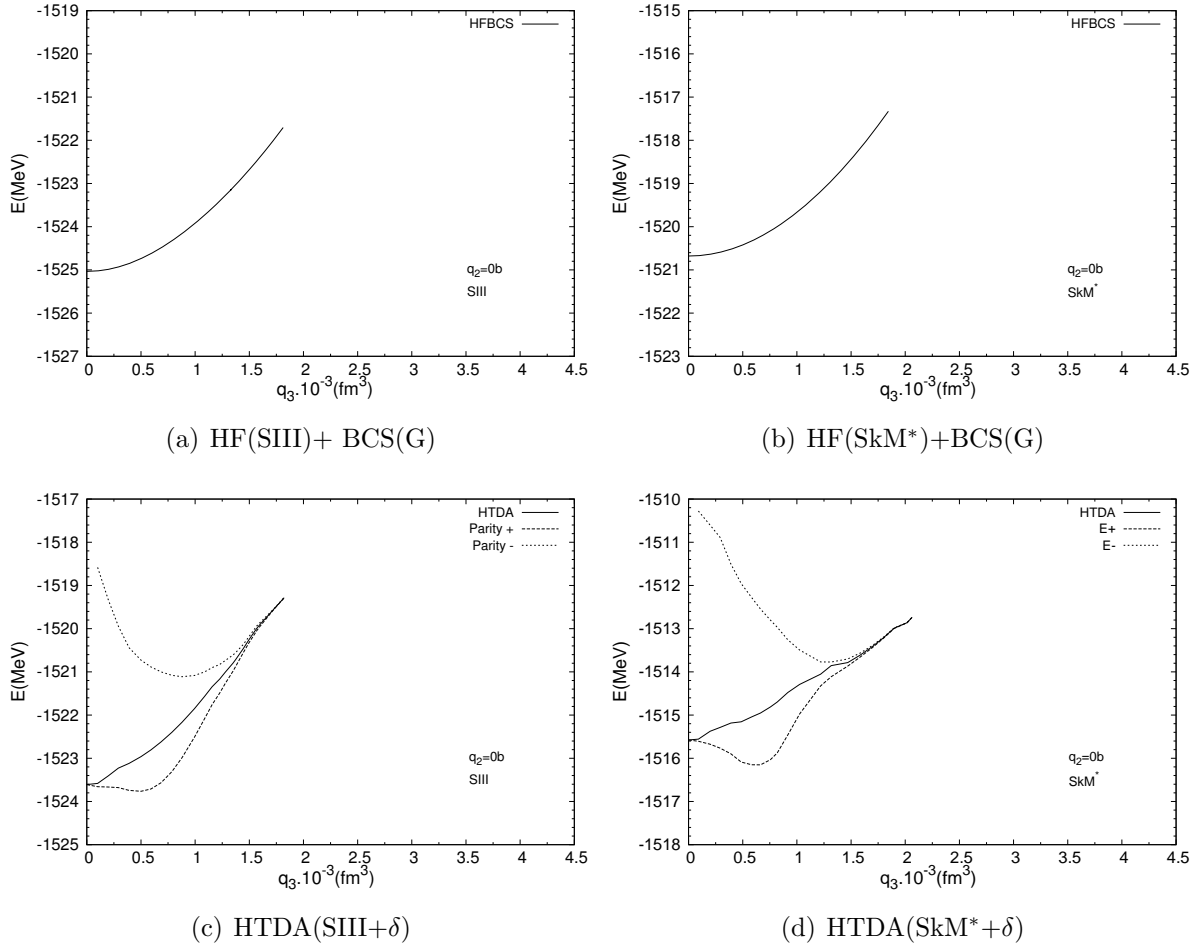 -1519
-1520
-1521
-1522
-1523
-1524
-1525
-1526
-1527
E(MeV)
HFBCS
q2=0b
SIII
0 0.5 1 1.5 2 2.5 3 3.5 4 4.5
q3.10-3(fm3)
(a) HF(SIII)+ BCS(G)
-1515
-1516
-1517
-1518
-1519
-1520
-1521
-1522
-1523
E(MeV)
HFBCS
q2=0b
SkM*
0 0.5 1 1.5 2 2.5 3 3.5 4 4.5
q3.10-3(fm3)
(b) HF(SkM*)+BCS(G)
-1517
-1518
-1519
-1520
-1521
-1522
-1523
-1524
-1525
E(MeV)
HTDA
Parity +
Parity -
q2=0b
SIII
0 0.5 1 1.5 2 2.5 3 3.5 4 4.5
q3.10-3(fm3)
(c) HTDA(SIII+δ)
-1510
-1511
-1512
-1513
-1514
-1515
-1516
-1517
-1518
E(MeV)
HTDA
E+
E-
q2=0b
SkM*
0 0.5 1 1.5 2 2.5 3 3.5 4 4.5
q3.10-3(fm3)
(d) HTDA(SkM*+δ)